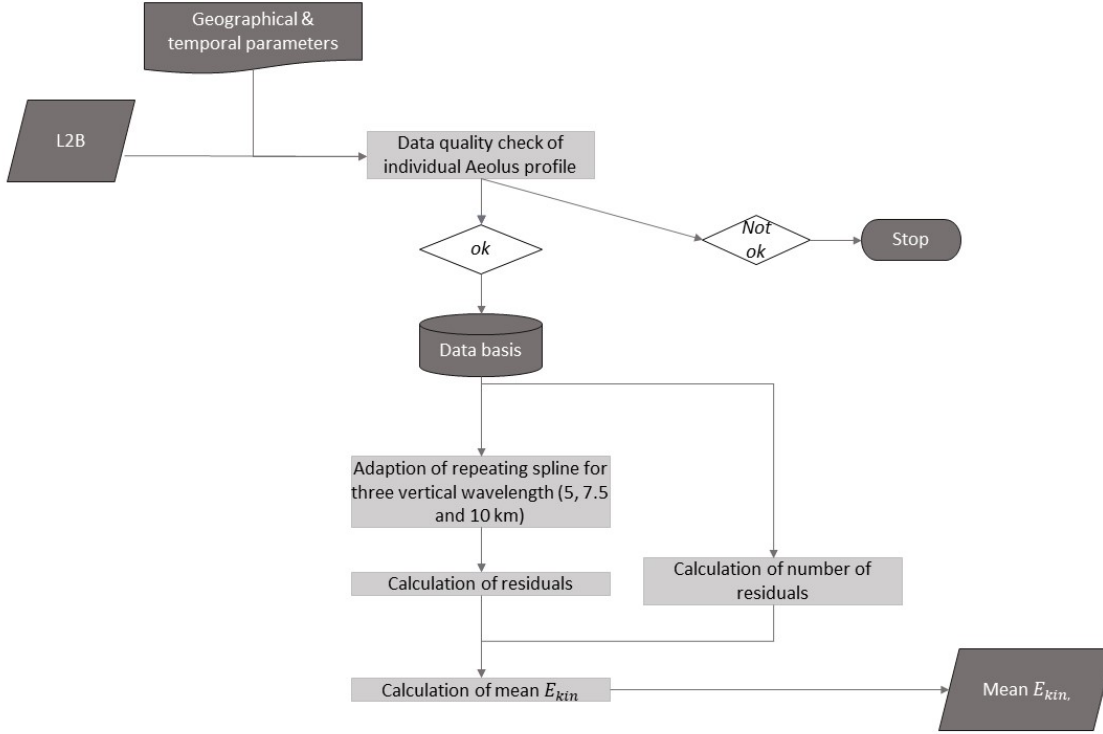 Geographical &
temporal parameters
L2B
Data quality check of
individual Aeolus profile
ok
Not
ok
Stop
Data basis
Adaption of repeating spline for
three vertical wavelength (5, 7.5
and 10 km)
Calculation of residuals
Calculation of number of
residuals
Calculation of mean E_kin
Mean E_kin,